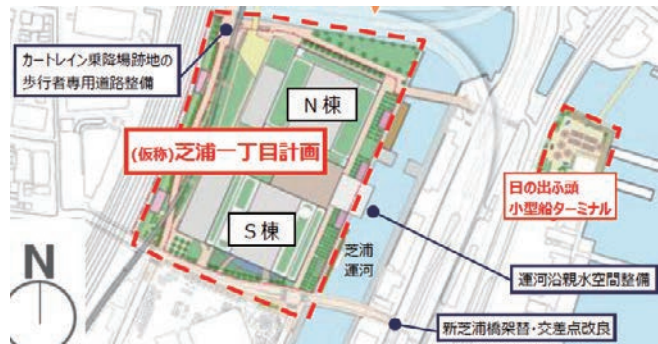 カートレイン乗降場跡地の
歩行者専用道路整備
N棟
(仮称)芝浦一丁目計画
S棟
日の出ふ頭
小型船ターミナル
芝浦
運河
運河沿親水空間整備
新芝浦橋架替・交差点改良
N